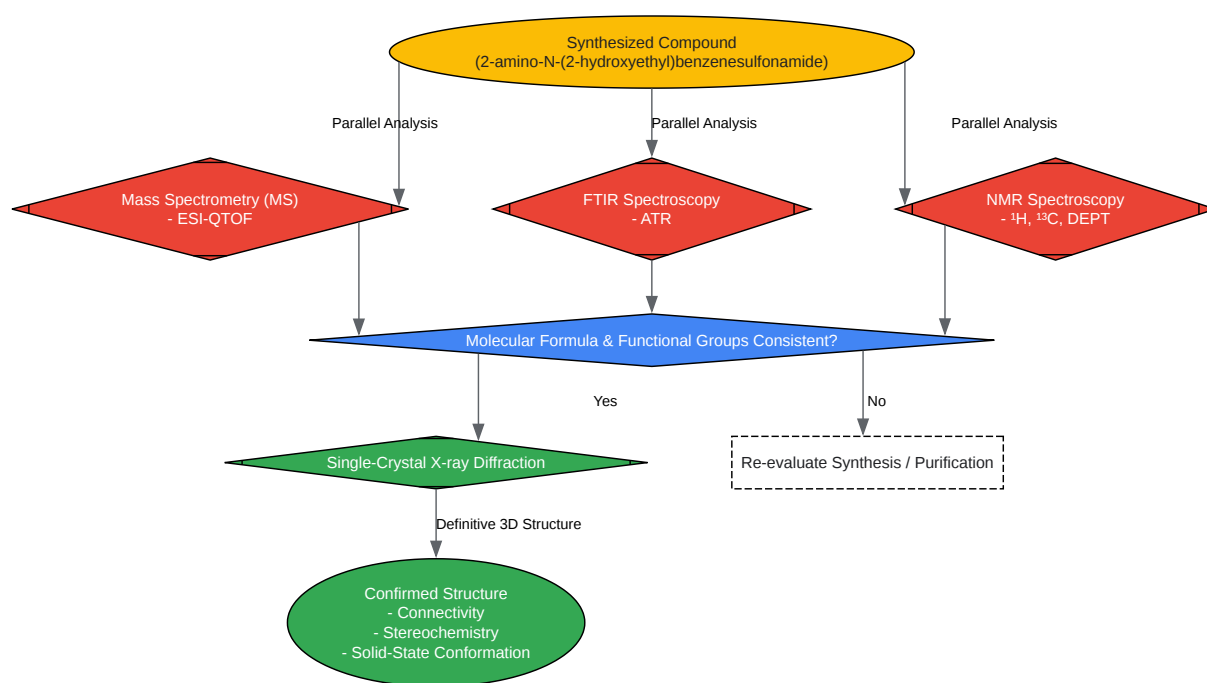 Synthesized Compound
(2-amino-N-(2-hydroxyethyl)benzenesulfonamide)
Parallel Analysis
Parallel Analysis
Parallel Analysis
Mass Spectrometry (MS)
- ESI-QTOF
FTIR Spectroscopy
- ATR
NMR Spectroscopy
- ¹H, ¹³C, DEPT
Molecular Formula & Functional Groups Consistent?
Yes
No
Single-Crystal X-ray Diffraction
Re-evaluate Synthesis / Purification
Definitive 3D Structure
Confirmed Structure
- Connectivity
- Stereochemistry
- Solid-State Conformation